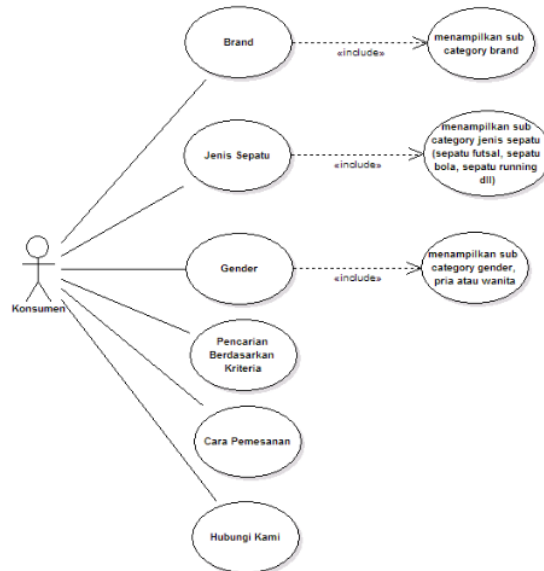 Brand
«include»
menampilkan sub
category brand
Jenis Sepatu
«include»
menampilkan sub
category jenis sepatu
(sepatu futsal, sepatu
bola, sepatu running
dll)
Gender
«include»
menampilkan sub
category gender,
pria atau wanita
Konsumen
Pencarian
Berdasarkan
Kriteria
Cara Pemesanan
Hubungi Kami